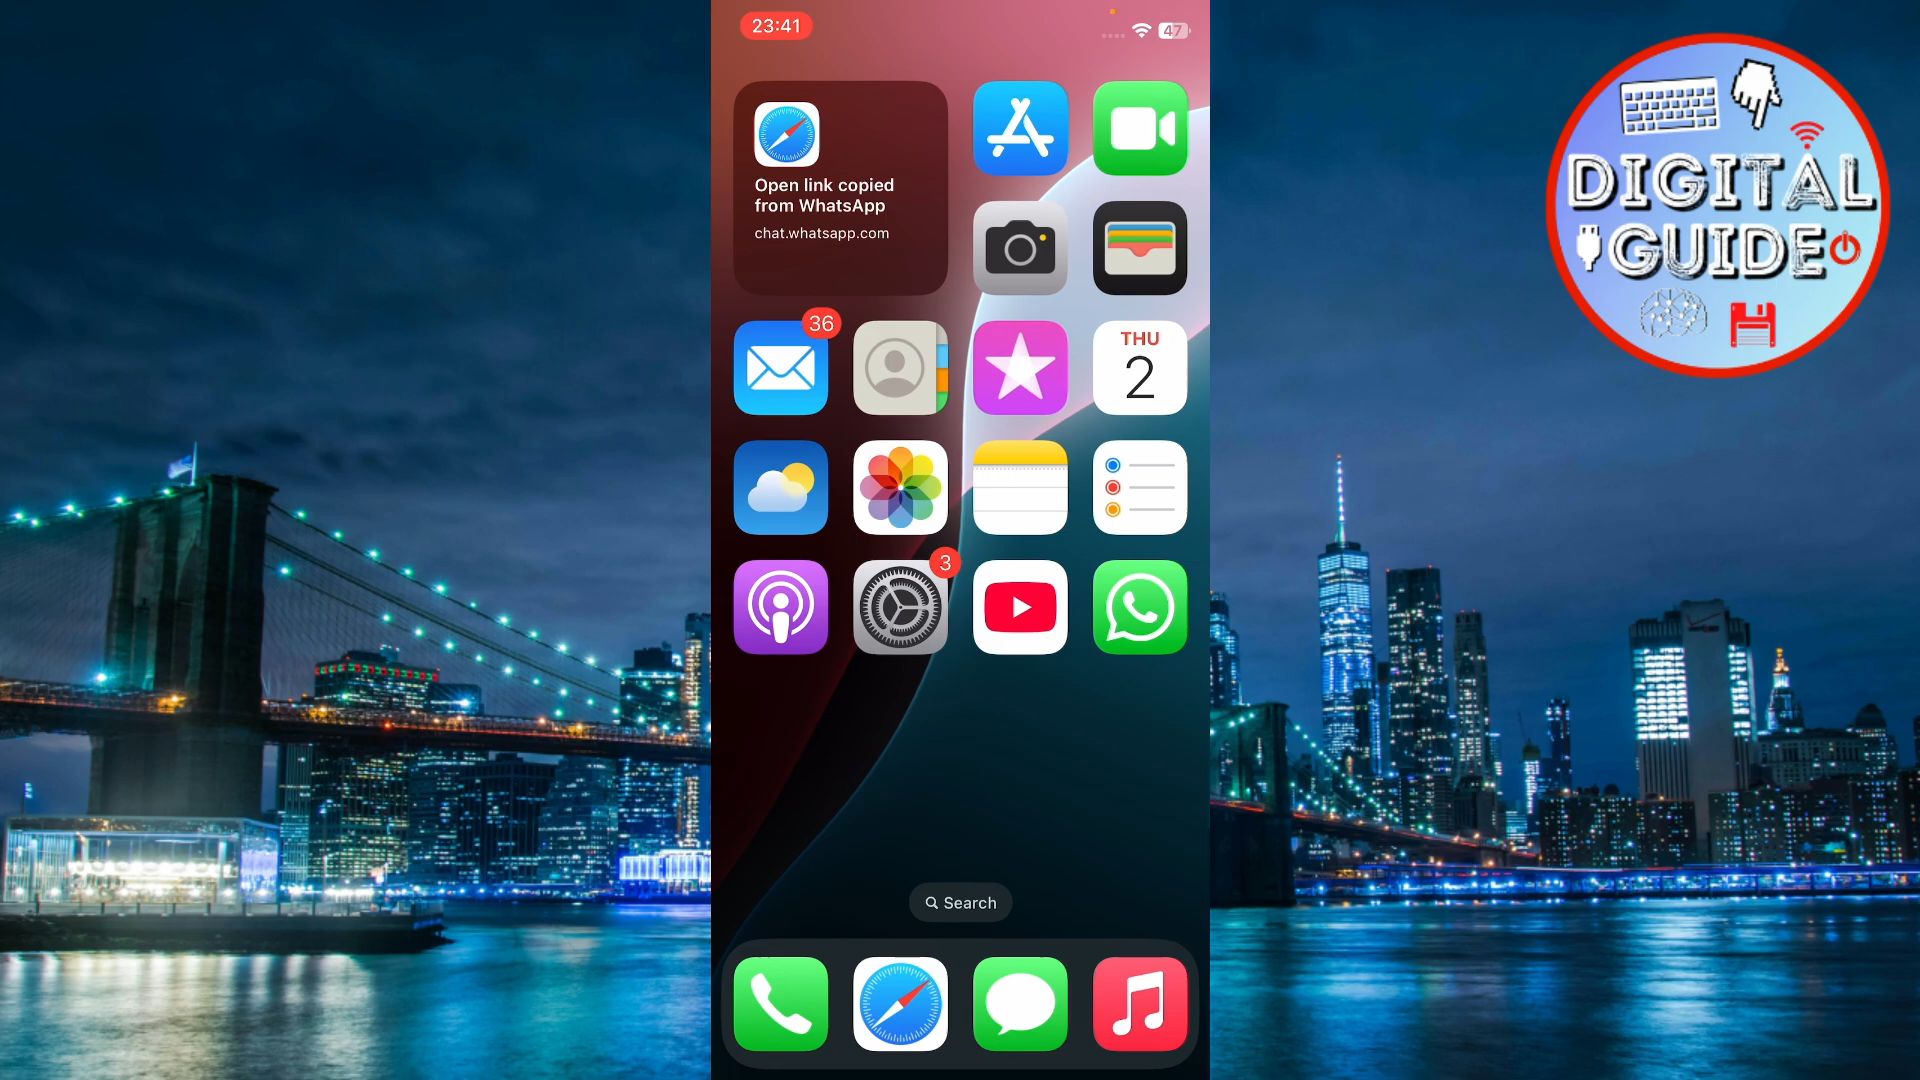 23:41
47
Open link copied
from WhatsApp
chat.whatsapp.com
36
THU
2
3
Search
DIGITAL
GUIDE